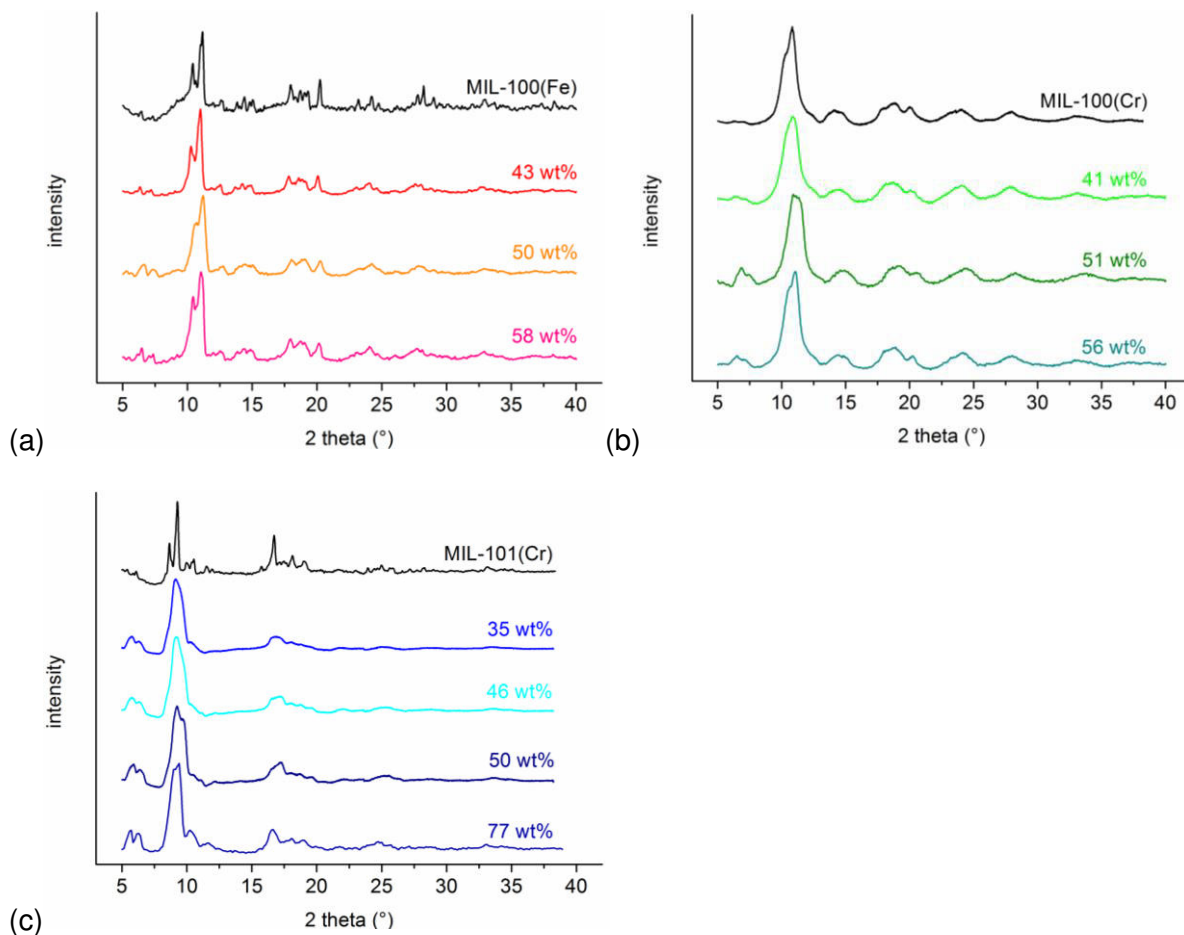 MIL-100(Fe)
43 wt%
50 wt%
58 wt%
intensity
5 10 15 20 25 30 35 40
2 theta (°)
(a)
MIL-100(Cr)
41 wt%
51 wt%
56 wt%
intensity
5 10 15 20 25 30 35 40
2 theta (°)
(b)
MIL-101(Cr)
35 wt%
46 wt%
50 wt%
77 wt%
intensity
5 10 15 20 25 30 35 40
2 theta (°)
(c)